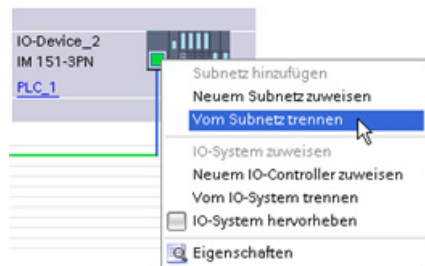 IO-Device_2
IM 151-3PN
PLC_1
Subnetz hinzufügen
Neuem Subnetz zuweisen
Vom Subnetz trennen
IO-System zuweisen
Neuem IO-Controller zuweisen
Vom IO-System trennen
IO-System hervorheben
Eigenschaften